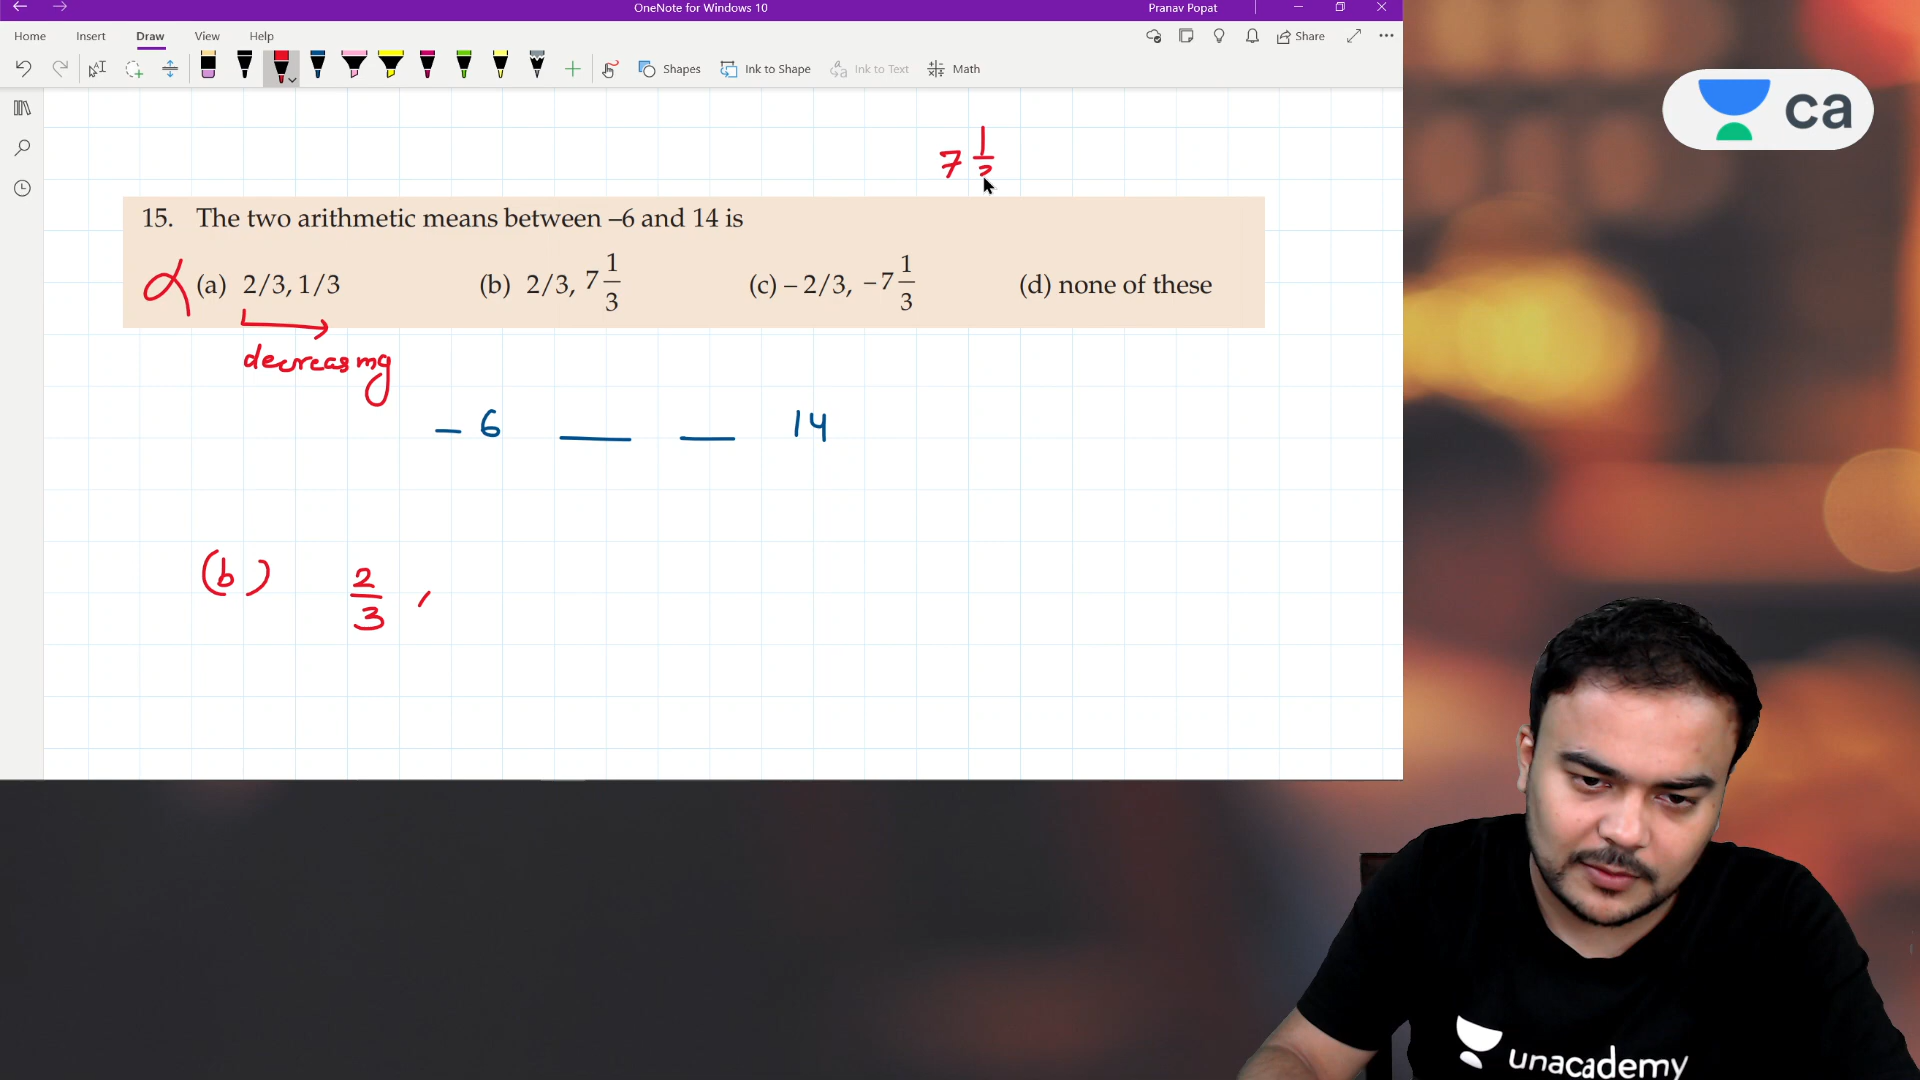 OneNote for Windows 10
Pranav Popat
Home Insert Draw View Help
Share
Shapes Ink to Shape Ink to Text Math
ca
7 1/3
15. The two arithmetic means between –6 and 14 is
(a) 2/3, 1/3 (b) 2/3, 7 1/3 (c) – 2/3, –7 1/3 (d) none of these
decreasing
– 6 __ __ 14
(b) 2/3 ,
unacademy